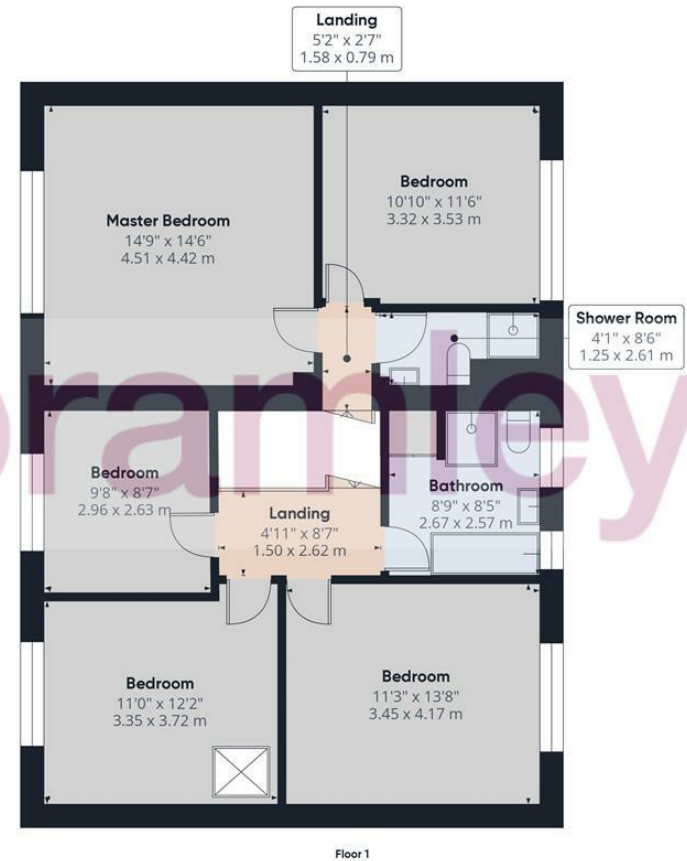 Landing
5'2" x 2'7"
1.58 x 0.79 m
Master Bedroom
14'9" x 14'6"
4.51 x 4.42 m
Bedroom
10'10" x 11'6"
3.32 x 3.53 m
Shower Room
4'1" x 8'6"
1.25 x 2.61 m
Bedroom
9'8" x 8'7"
2.96 x 2.63 m
Landing
4'11" x 8'7"
1.50 x 2.62 m
Bathroom
8'9" x 8'5"
2.67 x 2.57 m
Bedroom
11'0" x 12'2"
3.35 x 3.72 m
Bedroom
11'3" x 13'8"
3.45 x 4.17 m
bramley
Floor 1